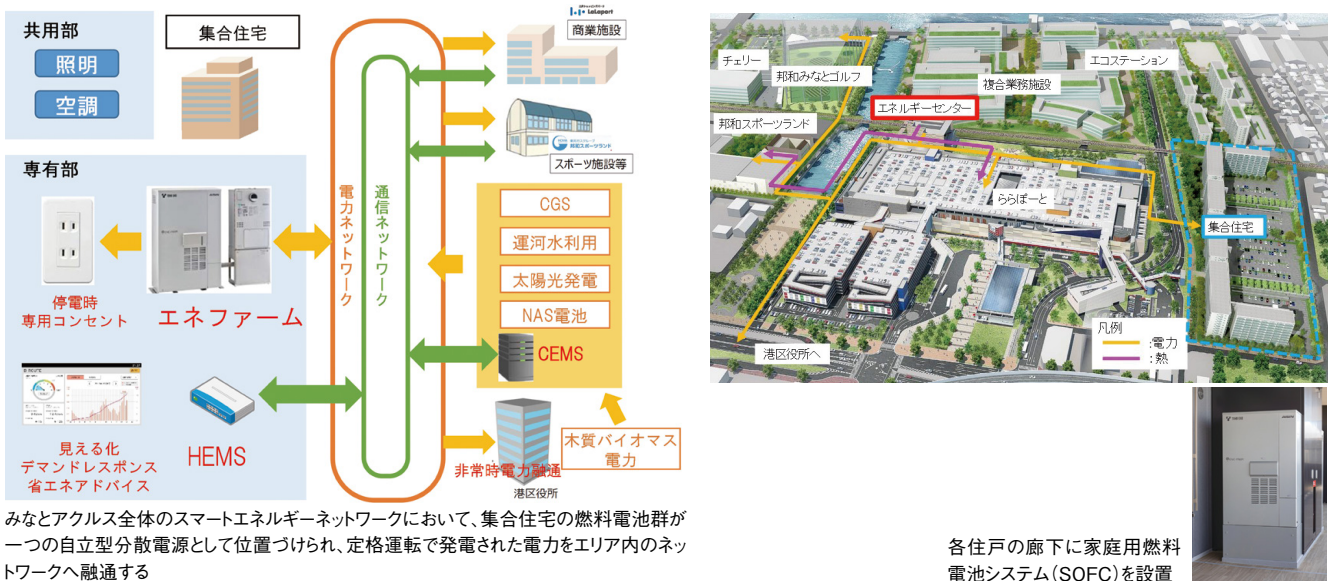 共用部
照明
空調
集合住宅
専有部
停電時
専用コンセント
エネファーム
見える化
デマンドレスポンス
省エネアドバイス
HEMS
電力ネットワーク
通信ネットワーク
LaLaport
商業施設
邦和スポーツランド
スポーツ施設等
CGS
運河水利用
太陽光発電
NAS電池
CEMS
木質バイオマス
電力
非常時電力融通
港区役所
みなとアクルス全体のスマートエネルギーネットワークにおいて、集合住宅の燃料電池群が
一つの自立型分散電源として位置づけられ、定格運転で発電された電力をエリア内のネッ
トワークへ融通する
チェリー
邦和みなとゴルフ
エネルギーセンター
複合業務施設
エコステーション
邦和スポーツランド
ららぽーと
集合住宅
港区役所へ
凡例
:電力
:熱
各住戸の廊下に家庭用燃料
電池システム(SOFC)を設置